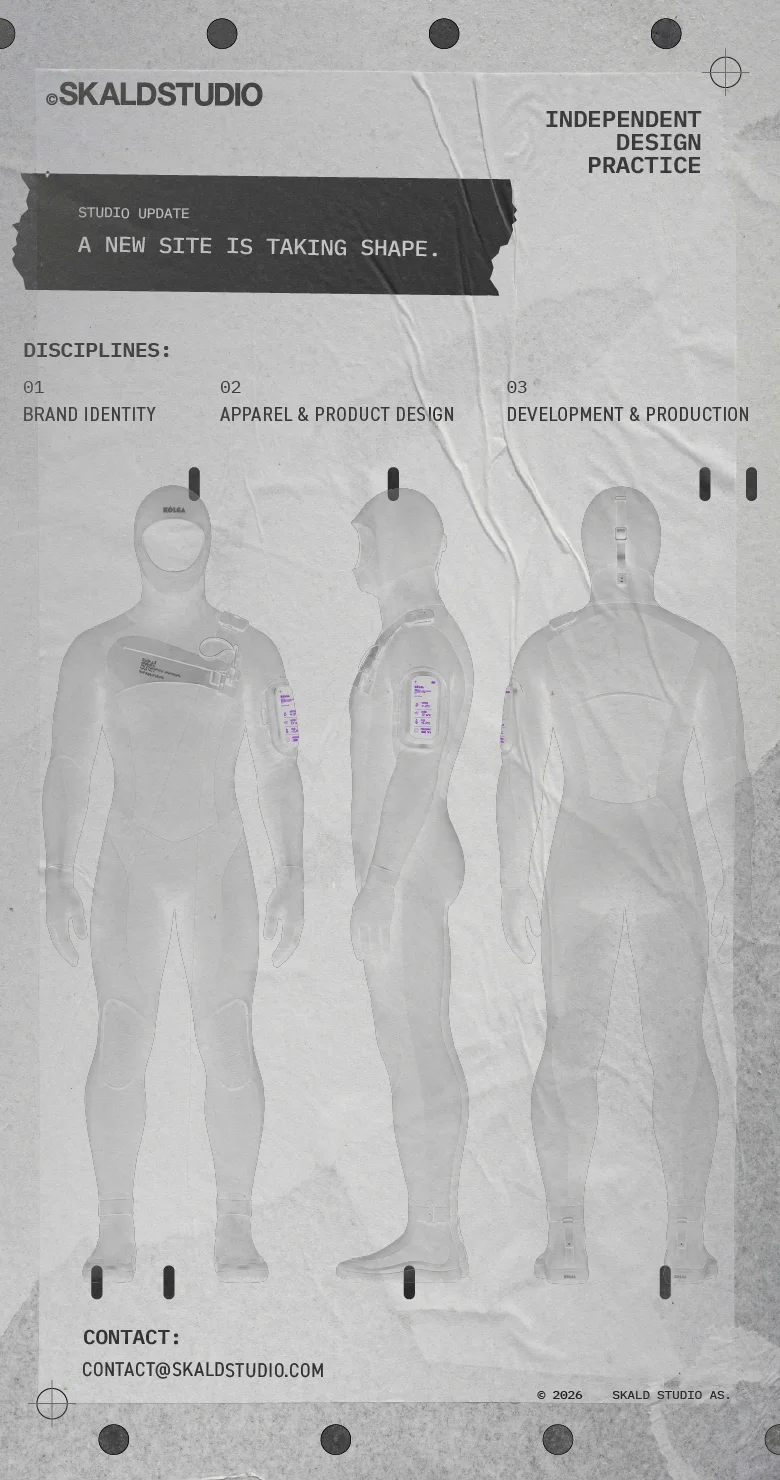 ©SKALDSTUDIO
INDEPENDENT
DESIGN
PRACTICE
STUDIO UPDATE
A NEW SITE IS TAKING SHAPE.
DISCIPLINES:
01
BRAND IDENTITY
02
APPAREL & PRODUCT DESIGN
03
DEVELOPMENT & PRODUCTION
CONTACT:
CONTACT@SKALDSTUDIO.COM
© 2026 SKALD STUDIO AS.